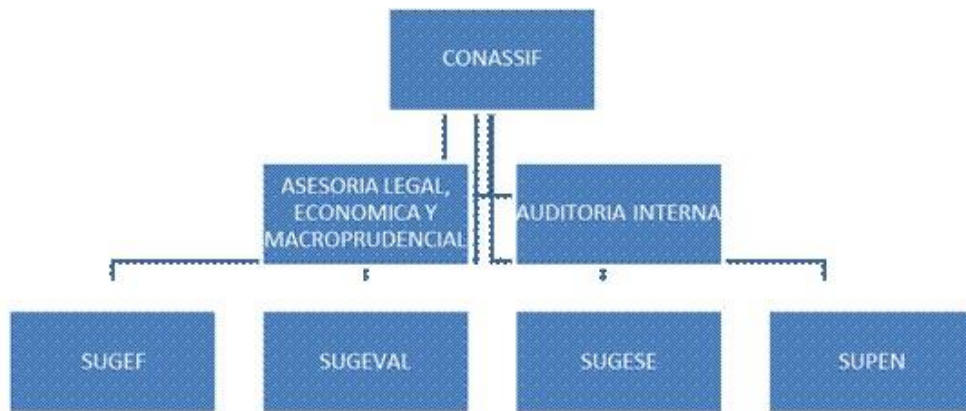 CONASSIF
ASESORIA LEGAL,
ECONOMICA Y
MACROPRUDENCIAL
AUDITORIA INTERNA
SUGEF
SUGEVAL
SUGESE
SUPEN